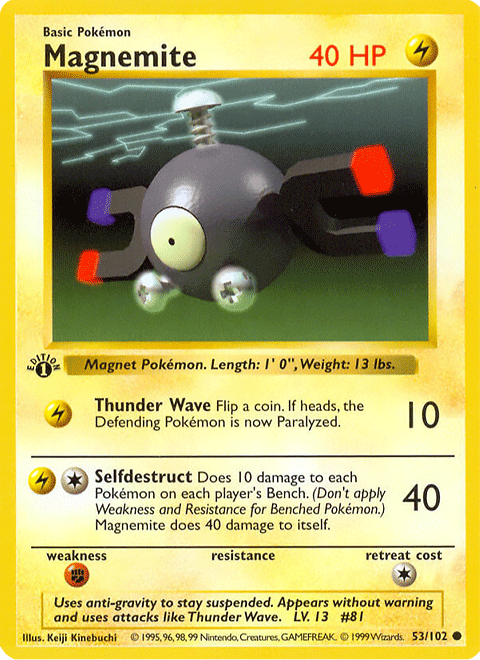 Basic Pokémon
Magnemite 40 HP
EDITION
1
Magnet Pokémon. Length: 1' 0", Weight: 13 lbs.
Thunder Wave Flip a coin. If heads, the
Defending Pokémon is now Paralyzed.
10
Selfdestruct Does 10 damage to each
Pokémon on each player's Bench. (Don't apply
Weakness and Resistance for Benched Pokémon.)
Magnemite does 40 damage to itself.
40
weakness resistance retreat cost
Uses anti-gravity to stay suspended. Appears without warning
and uses attacks like Thunder Wave. LV. 13 #81
Illus. Keiji Kinebuchi © 1995, 96, 98, 99 Nintendo, Creatures, GAMEFREAK. © 1999 Wizards. 53/102